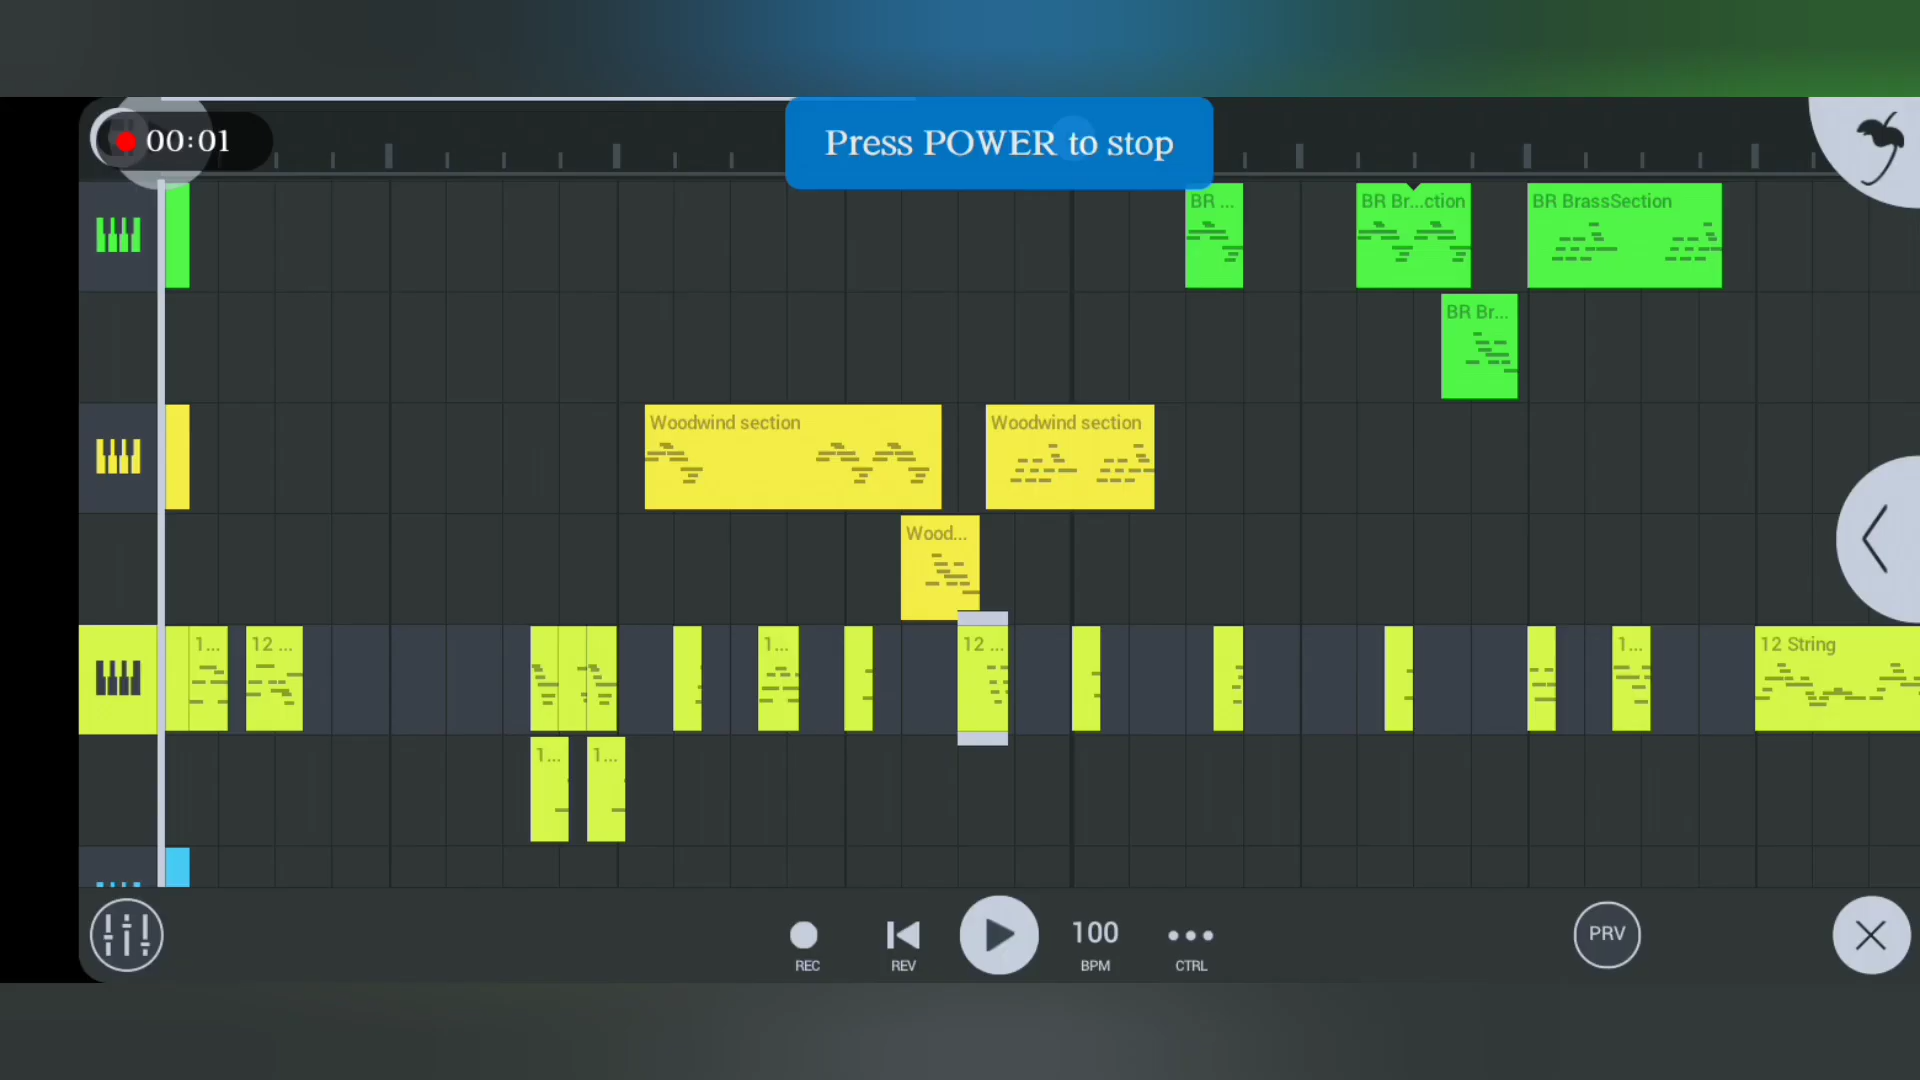 00:01
Press POWER to stop
BR ...
BR Br...ction
BR BrassSection
BR Br...
Woodwind section
Woodwind section
Wood...
1...
12 ...
1...
12 ...
1...
12 String
1...
1...
REC
REV
100
BPM
CTRL
PRV